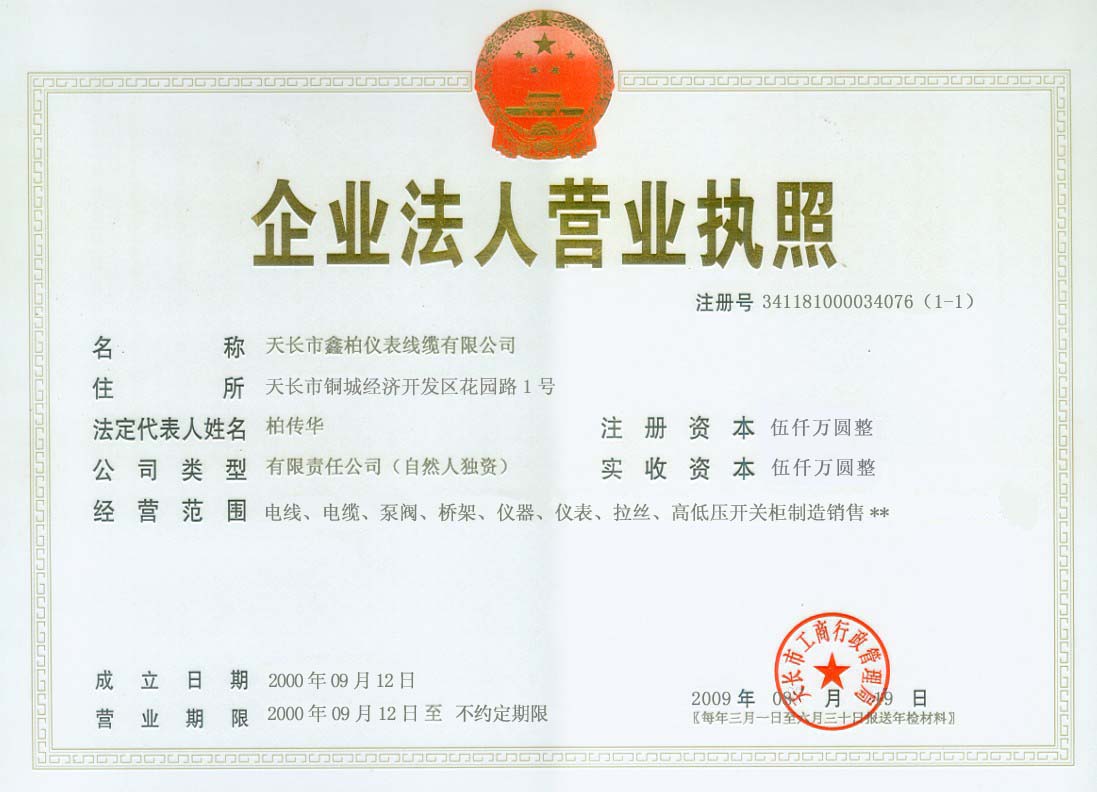 企业法人营业执照
注册号 341181000034076（1-1）
名称 天长市鑫柏仪表线缆有限公司
住所 天长市铜城经济开发区花园路1号
法定代表人姓名 柏传华 注册资本 伍仟万圆整
公司类型 有限责任公司（自然人独资） 实收资本 伍仟万圆整
经营范围 电线、电缆、泵阀、桥架、仪器、仪表、拉丝、高低压开关柜制造销售**
天长市工商行政管理局
成立日期 2000年09月12日
营业期限 2000年09月12日至 不约定期限
2009年 月 日
〖每年三月一日至六月三十日报送年检材料〗